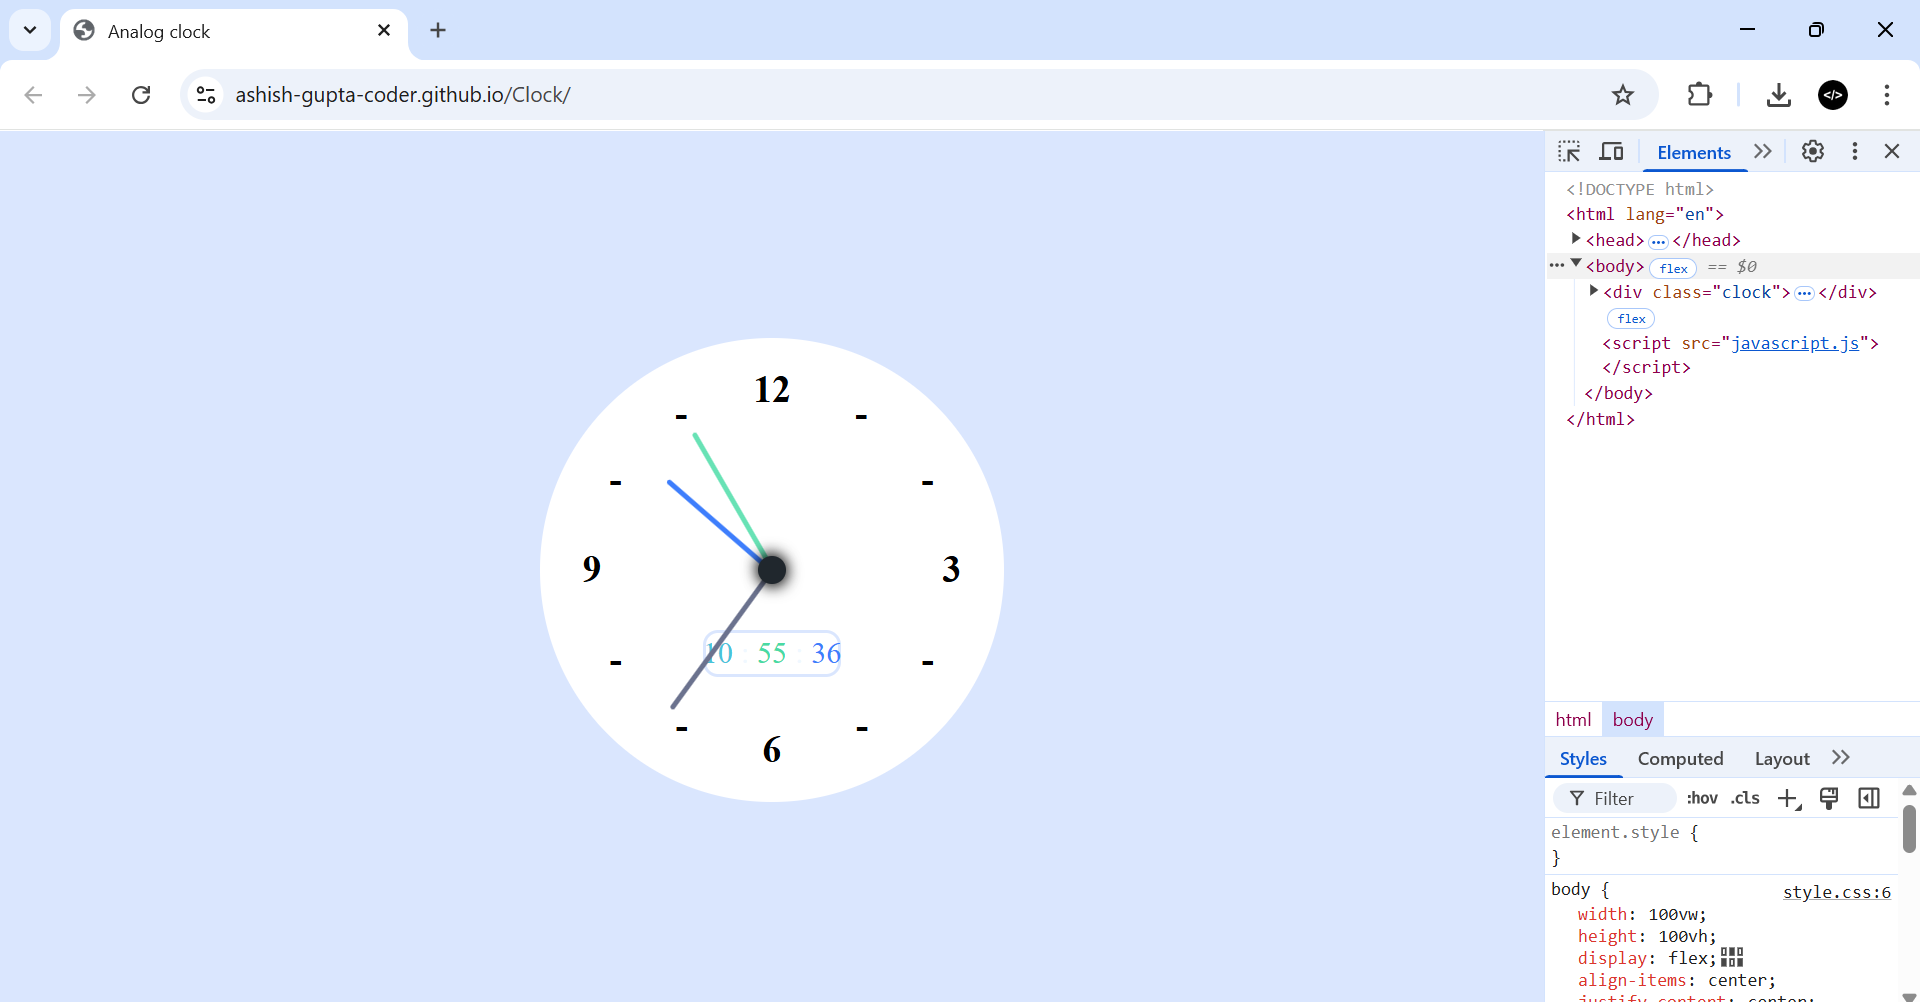 Analog clock
ashish-gupta-coder.github.io/Clock/
</>
12
- -
- -
9 3
10 : 55 : 36
- -
- -
6
Elements
<!DOCTYPE html>
<html lang="en">
<head> ··· </head>
··· <body> flex == $0
<div class="clock"> ··· </div>
flex
<script src="javascript.js">
</script>
</body>
</html>
html body
Styles Computed Layout
Filter :hov .cls
element.style {
}
body { style.css:6
width: 100vw;
height: 100vh;
display: flex;
align-items: center;
justify-content: center;